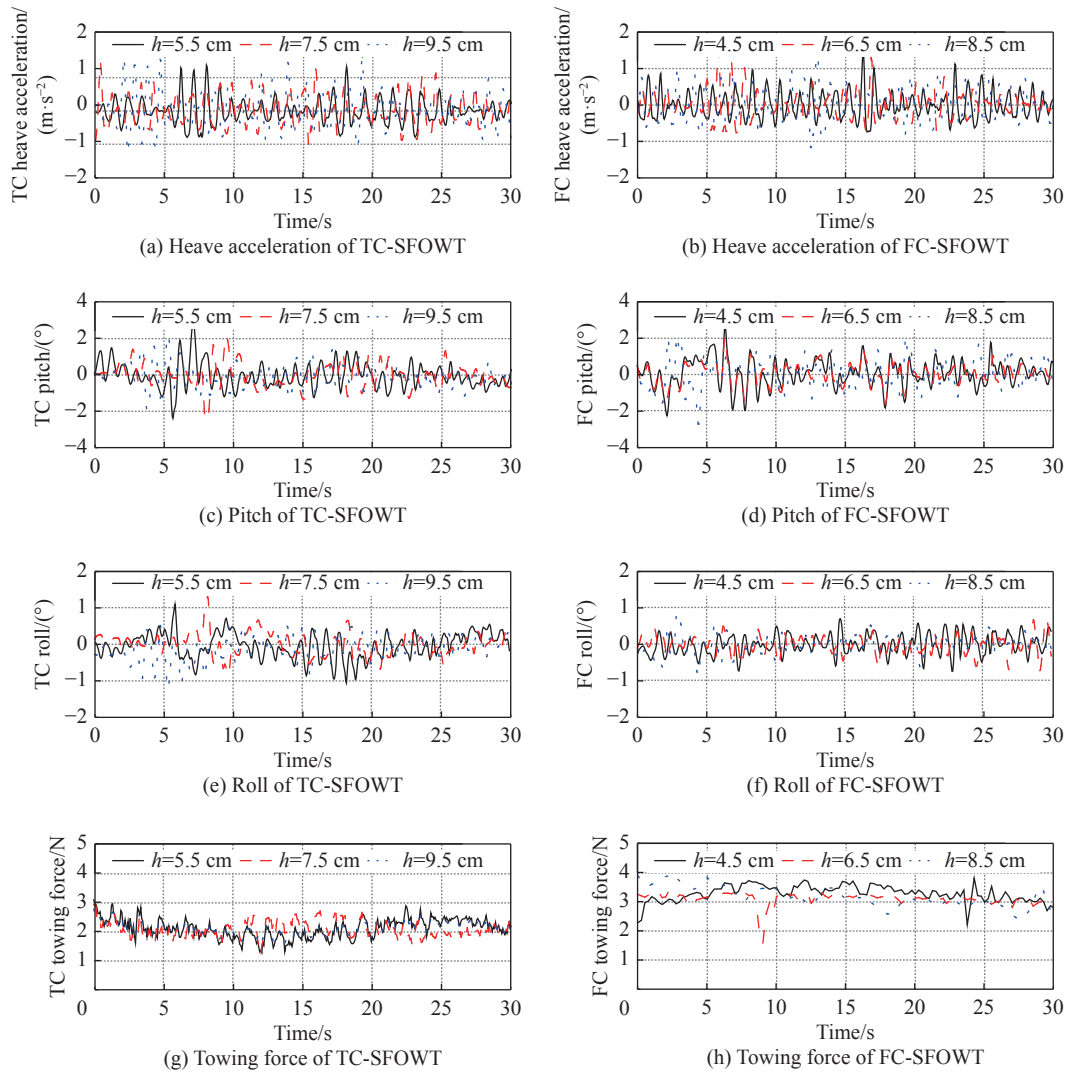 TC heave acceleration/
(m·s⁻²)
2
1
0
−1
−2
h=5.5 cm h=7.5 cm h=9.5 cm
0 5 10 15 20 25 30
Time/s
(a) Heave acceleration of TC-SFOWT
FC heave acceleration/
(m·s⁻²)
2
1
0
−1
−2
h=4.5 cm h=6.5 cm h=8.5 cm
0 5 10 15 20 25 30
Time/s
(b) Heave acceleration of FC-SFOWT
TC pitch/(°)
4
2
0
−2
−4
h=5.5 cm h=7.5 cm h=9.5 cm
0 5 10 15 20 25 30
Time/s
(c) Pitch of TC-SFOWT
FC pitch/(°)
4
2
0
−2
−4
h=4.5 cm h=6.5 cm h=8.5 cm
0 5 10 15 20 25 30
Time/s
(d) Pitch of FC-SFOWT
TC roll/(°)
2
1
0
−1
−2
h=5.5 cm h=7.5 cm h=9.5 cm
0 5 10 15 20 25 30
Time/s
(e) Roll of TC-SFOWT
FC roll/(°)
2
1
0
−1
−2
h=4.5 cm h=6.5 cm h=8.5 cm
0 5 10 15 20 25 30
Time/s
(f) Roll of FC-SFOWT
TC towing force/N
5
4
3
2
1
h=5.5 cm h=7.5 cm h=9.5 cm
0 5 10 15 20 25 30
Time/s
(g) Towing force of TC-SFOWT
FC towing force/N
5
4
3
2
1
h=4.5 cm h=6.5 cm h=8.5 cm
0 5 10 15 20 25 30
Time/s
(h) Towing force of FC-SFOWT